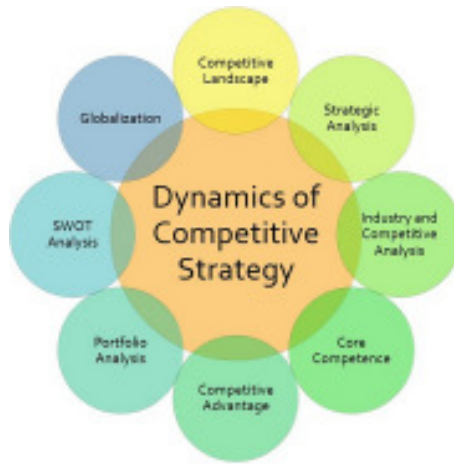 Competitive
Landscape
Strategic
Analysis
Industry and
Competitive
Analysis
Core
Competence
Competitive
Advantage
Portfolio
Analysis
SWOT
Analysis
Globalization
Dynamics of
Competitive
Strategy